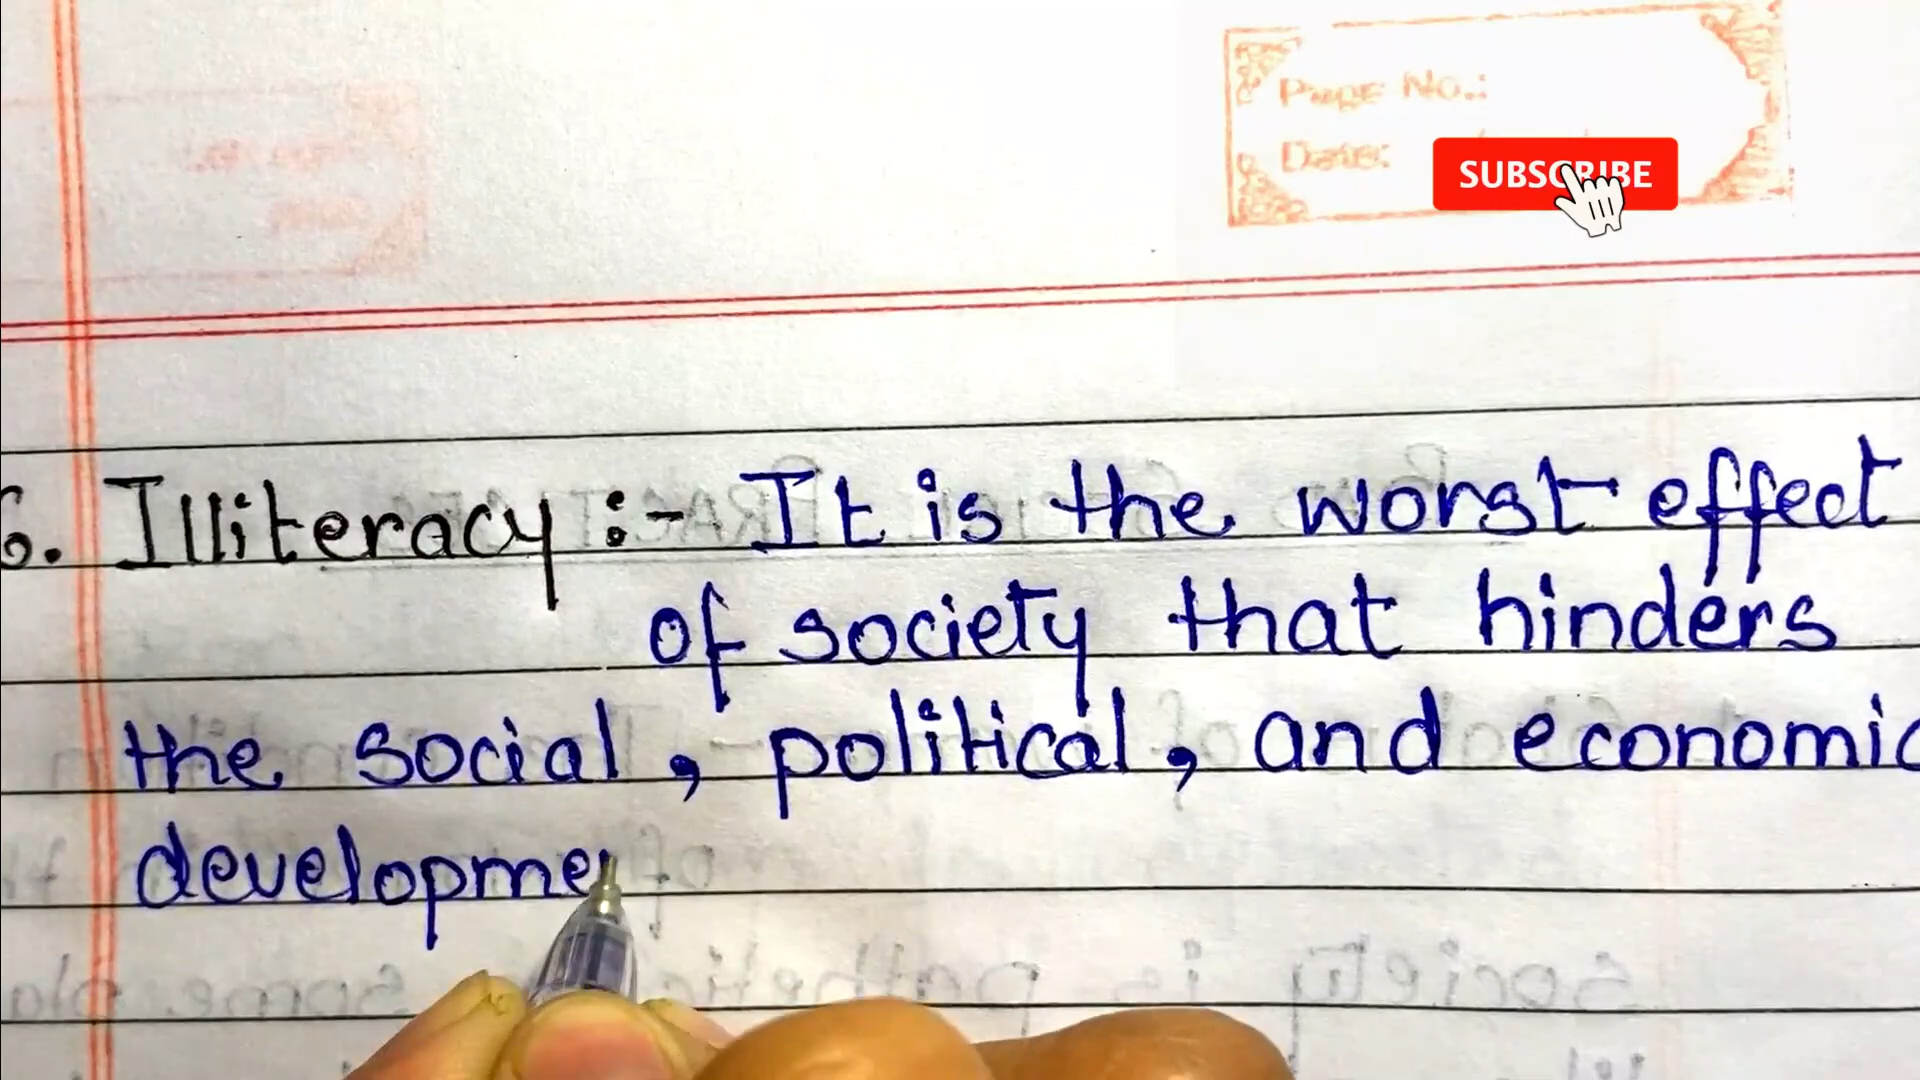 Page No.:
Date:
SUBSCRIBE
6. Illiteracy :- It is the worst effect
of society that hinders
the social, political, and economic
developme